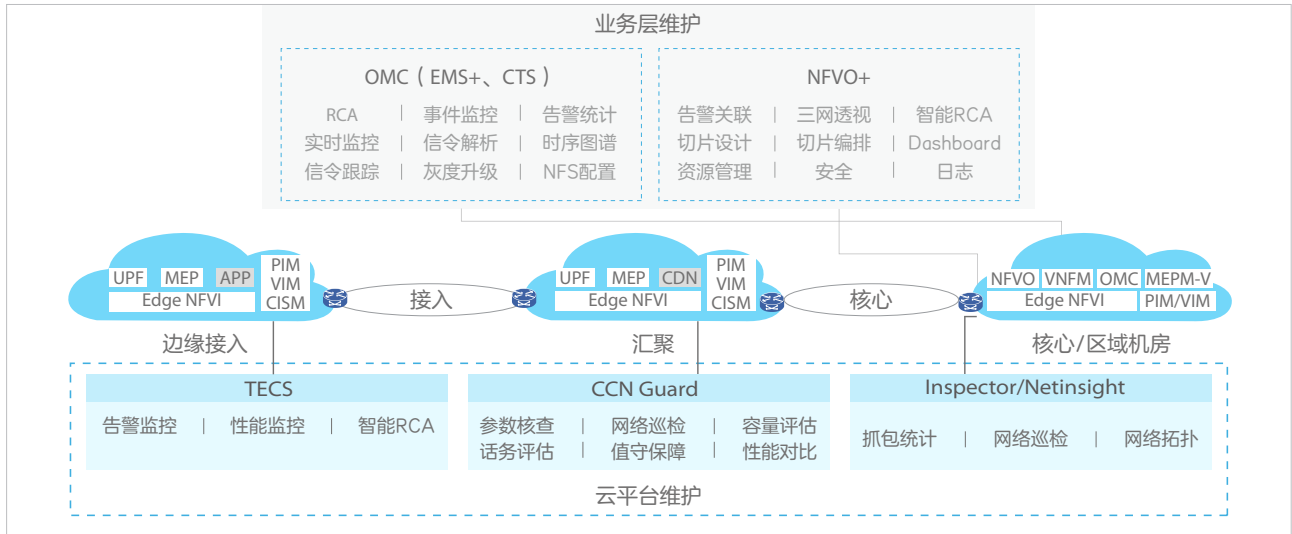 业务层维护
OMC（EMS+、CTS）
RCA | 事件监控 | 告警统计
实时监控 | 信令解析 | 时序图谱
信令跟踪 | 灰度升级 | NFS配置
NFVO+
告警关联 | 三网透视 | 智能RCA
切片设计 | 切片编排 | Dashboard
资源管理 | 安全 | 日志
UPF MEP APP
Edge NFVI
PIM
VIM
CISM
边缘接入
接入
UPF MEP CDN
Edge NFVI
PIM
VIM
CISM
汇聚
核心
NFVO VNFM OMC MEPM-V
Edge NFVI PIM/VIM
核心/区域机房
TECS
告警监控 | 性能监控 | 智能RCA
CCN Guard
参数核查 | 网络巡检 | 容量评估
话务评估 | 值守保障 | 性能对比
Inspector/Netinsight
抓包统计 | 网络巡检 | 网络拓扑
云平台维护